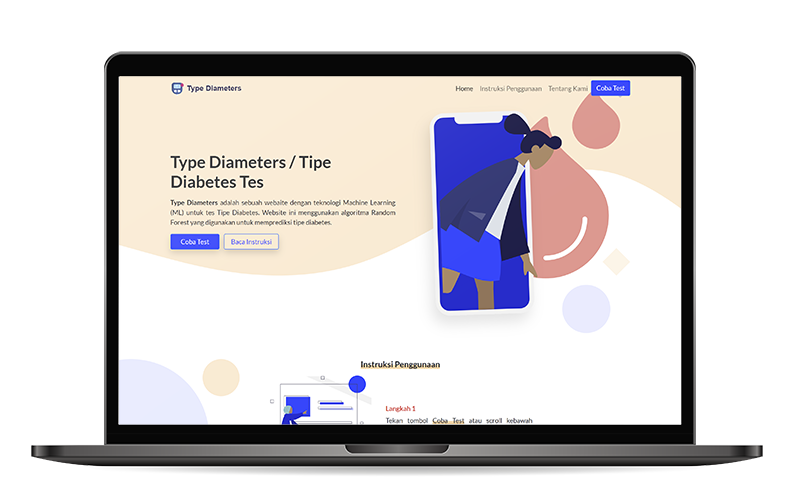 Type Diameters
Home Instruksi Penggunaan Tentang Kami Coba Test
Type Diameters / Tipe
Diabetes Tes
Type Diameters adalah sebuah website dengan teknologi Machine Learning
(ML) untuk tes Tipe Diabetes. Website ini menggunakan algoritma Random
Forest yang digunakan untuk memprediksi tipe diabetes.
Coba Test Baca Instruksi
Instruksi Penggunaan
Langkah 1
Tekan tombol Coba Test atau scroll kebawah